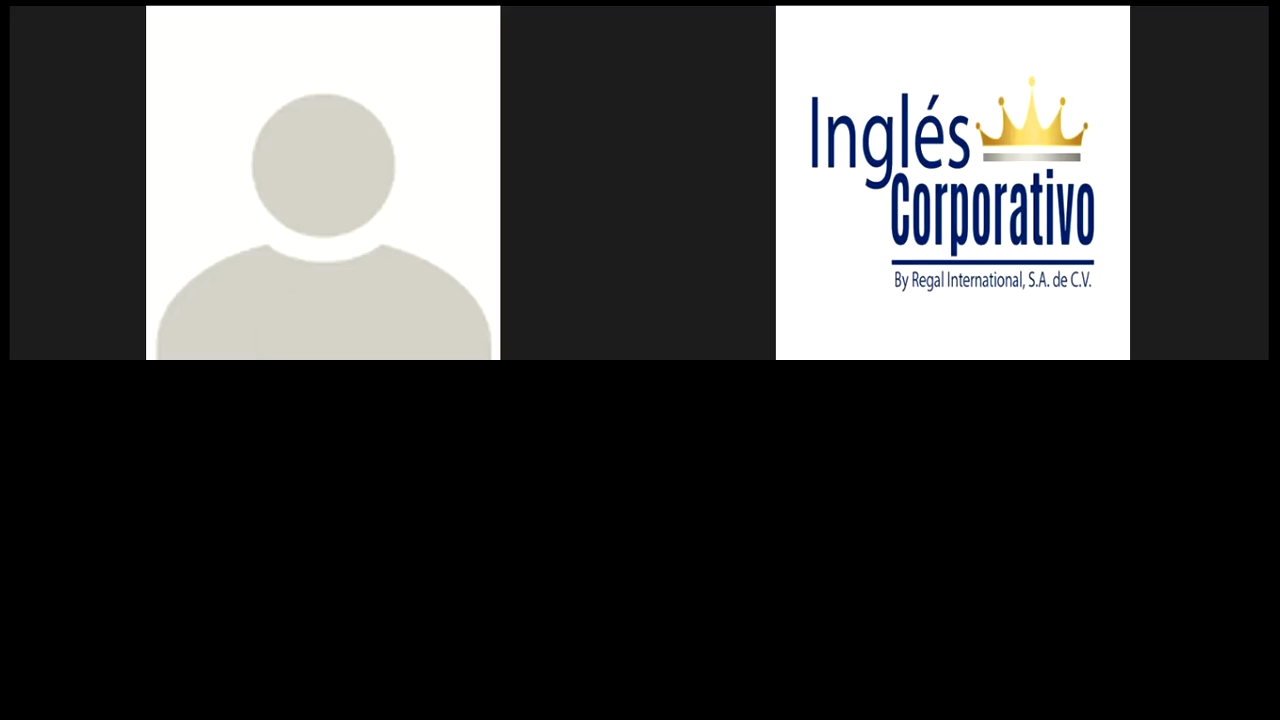 Inglés
Corporativo
By Regal International, S.A. de C.V.